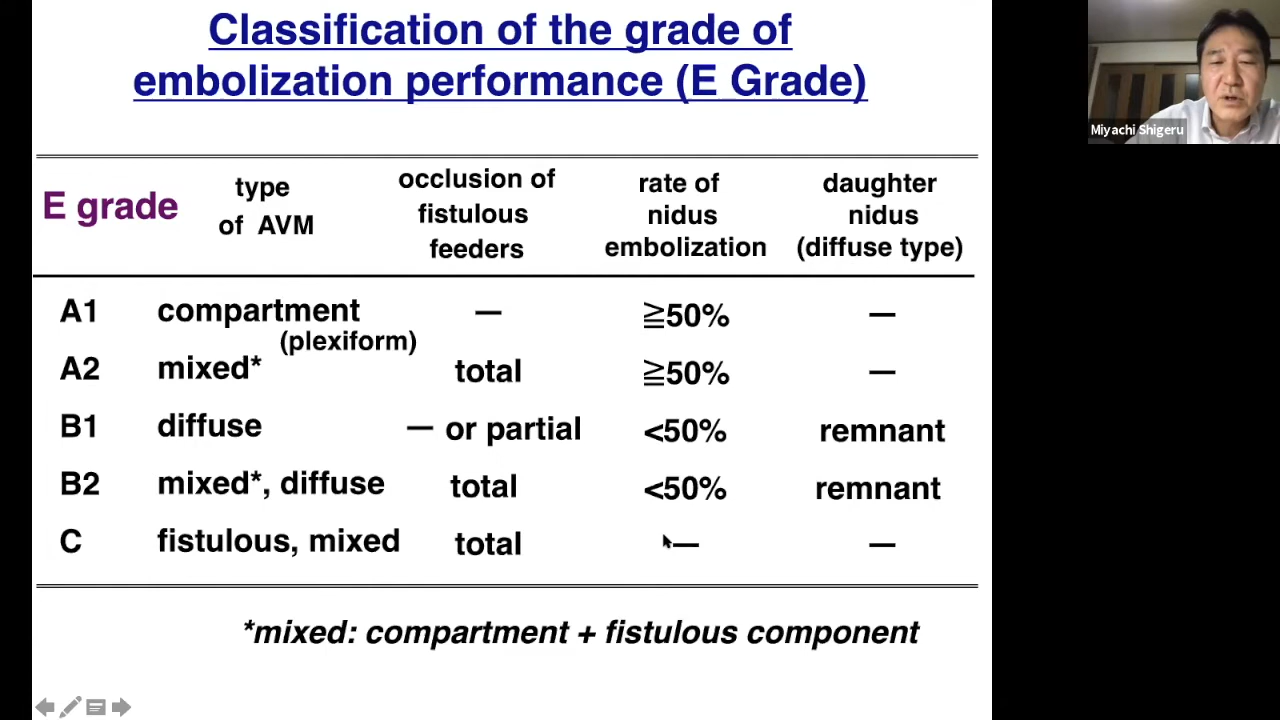 Classification of the grade of
embolization performance (E Grade)
Miyachi Shigeru
E grade
type
of AVM
occlusion of
fistulous
feeders
rate of
nidus
embolization
daughter
nidus
(diffuse type)
A1 compartment — ≧50% —
(plexiform)
A2 mixed* total ≧50% —
B1 diffuse — or partial <50% remnant
B2 mixed*, diffuse total <50% remnant
C fistulous, mixed total — —
*mixed: compartment + fistulous component